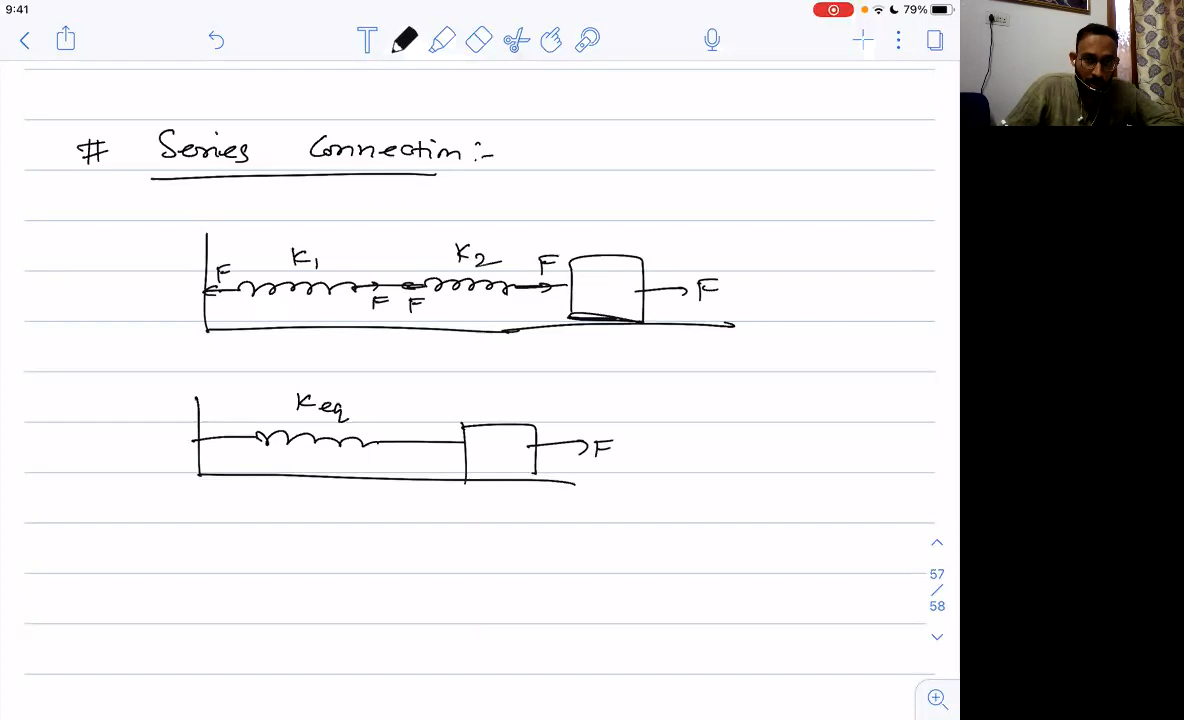 9:41
79%
# Series Connection :-
K1 K2
F F F F F
Keq
F
57
/
58